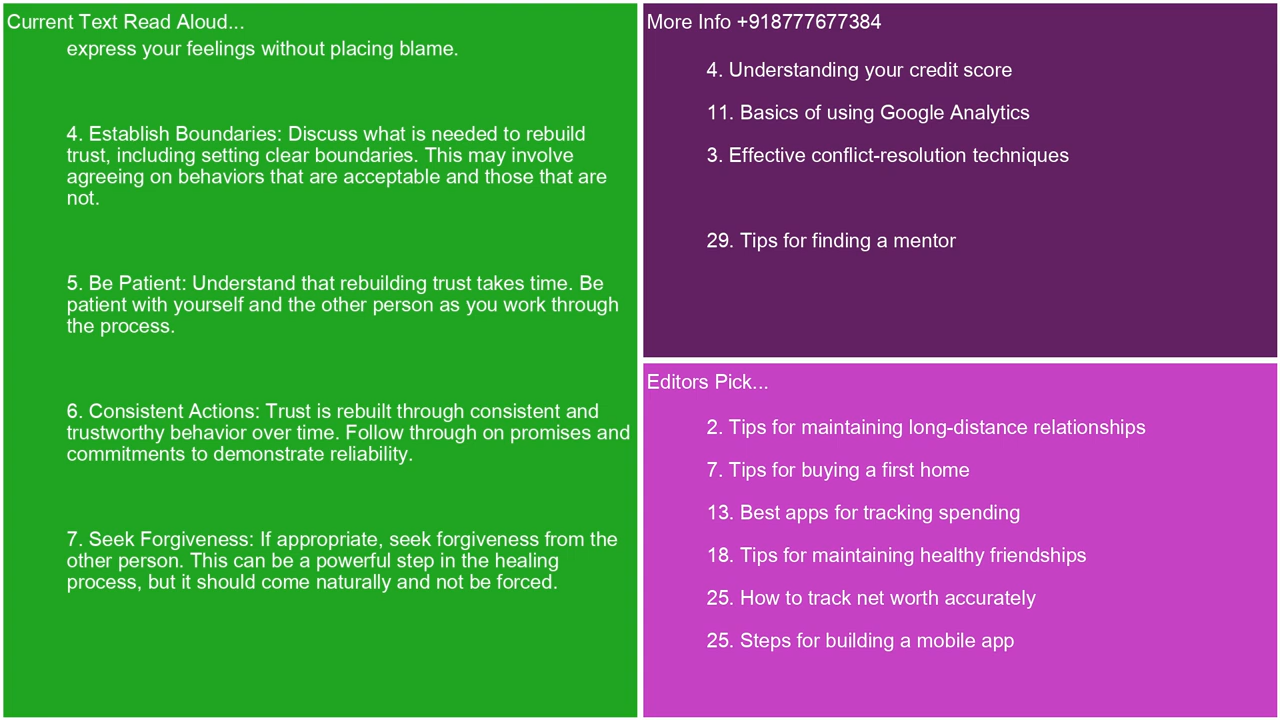 Current Text Read Aloud...
express your feelings without placing blame.
4. Establish Boundaries: Discuss what is needed to rebuild
trust, including setting clear boundaries. This may involve
agreeing on behaviors that are acceptable and those that are
not.
5. Be Patient: Understand that rebuilding trust takes time. Be
patient with yourself and the other person as you work through
the process.
6. Consistent Actions: Trust is rebuilt through consistent and
trustworthy behavior over time. Follow through on promises and
commitments to demonstrate reliability.
7. Seek Forgiveness: If appropriate, seek forgiveness from the
other person. This can be a powerful step in the healing
process, but it should come naturally and not be forced.
More Info +918777677384
4. Understanding your credit score
11. Basics of using Google Analytics
3. Effective conflict-resolution techniques
29. Tips for finding a mentor
Editors Pick...
2. Tips for maintaining long-distance relationships
7. Tips for buying a first home
13. Best apps for tracking spending
18. Tips for maintaining healthy friendships
25. How to track net worth accurately
25. Steps for building a mobile app